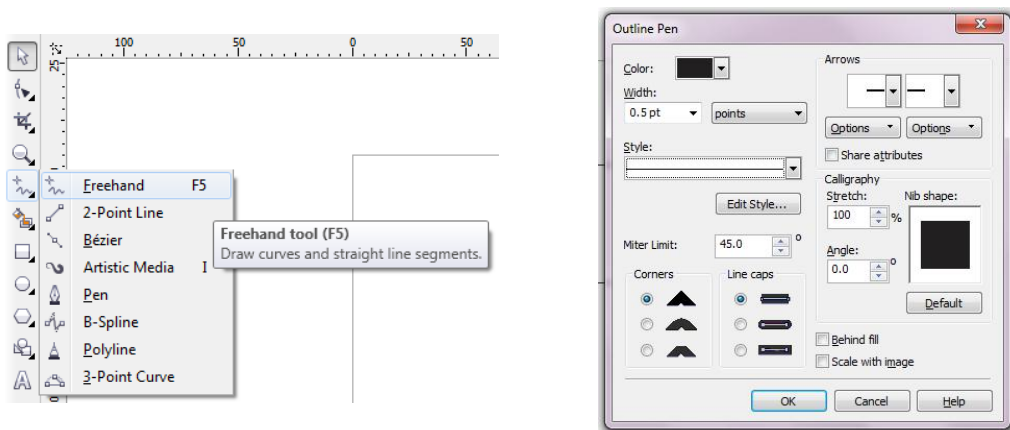 100 50 0 50
25
Freehand F5
2-Point Line
Bézier
Artistic Media I
Pen
B-Spline
Polyline
3-Point Curve
Freehand tool (F5)
Draw curves and straight line segments.
0
Outline Pen
Color:
Width:
0.5 pt points
Style:
Edit Style...
Miter Limit: 45.0 °
Corners Line caps
Arrows
Options Options
Share attributes
Calligraphy
Stretch: Nib shape:
100 %
Angle:
0.0 °
Default
Behind fill
Scale with image
OK Cancel Help